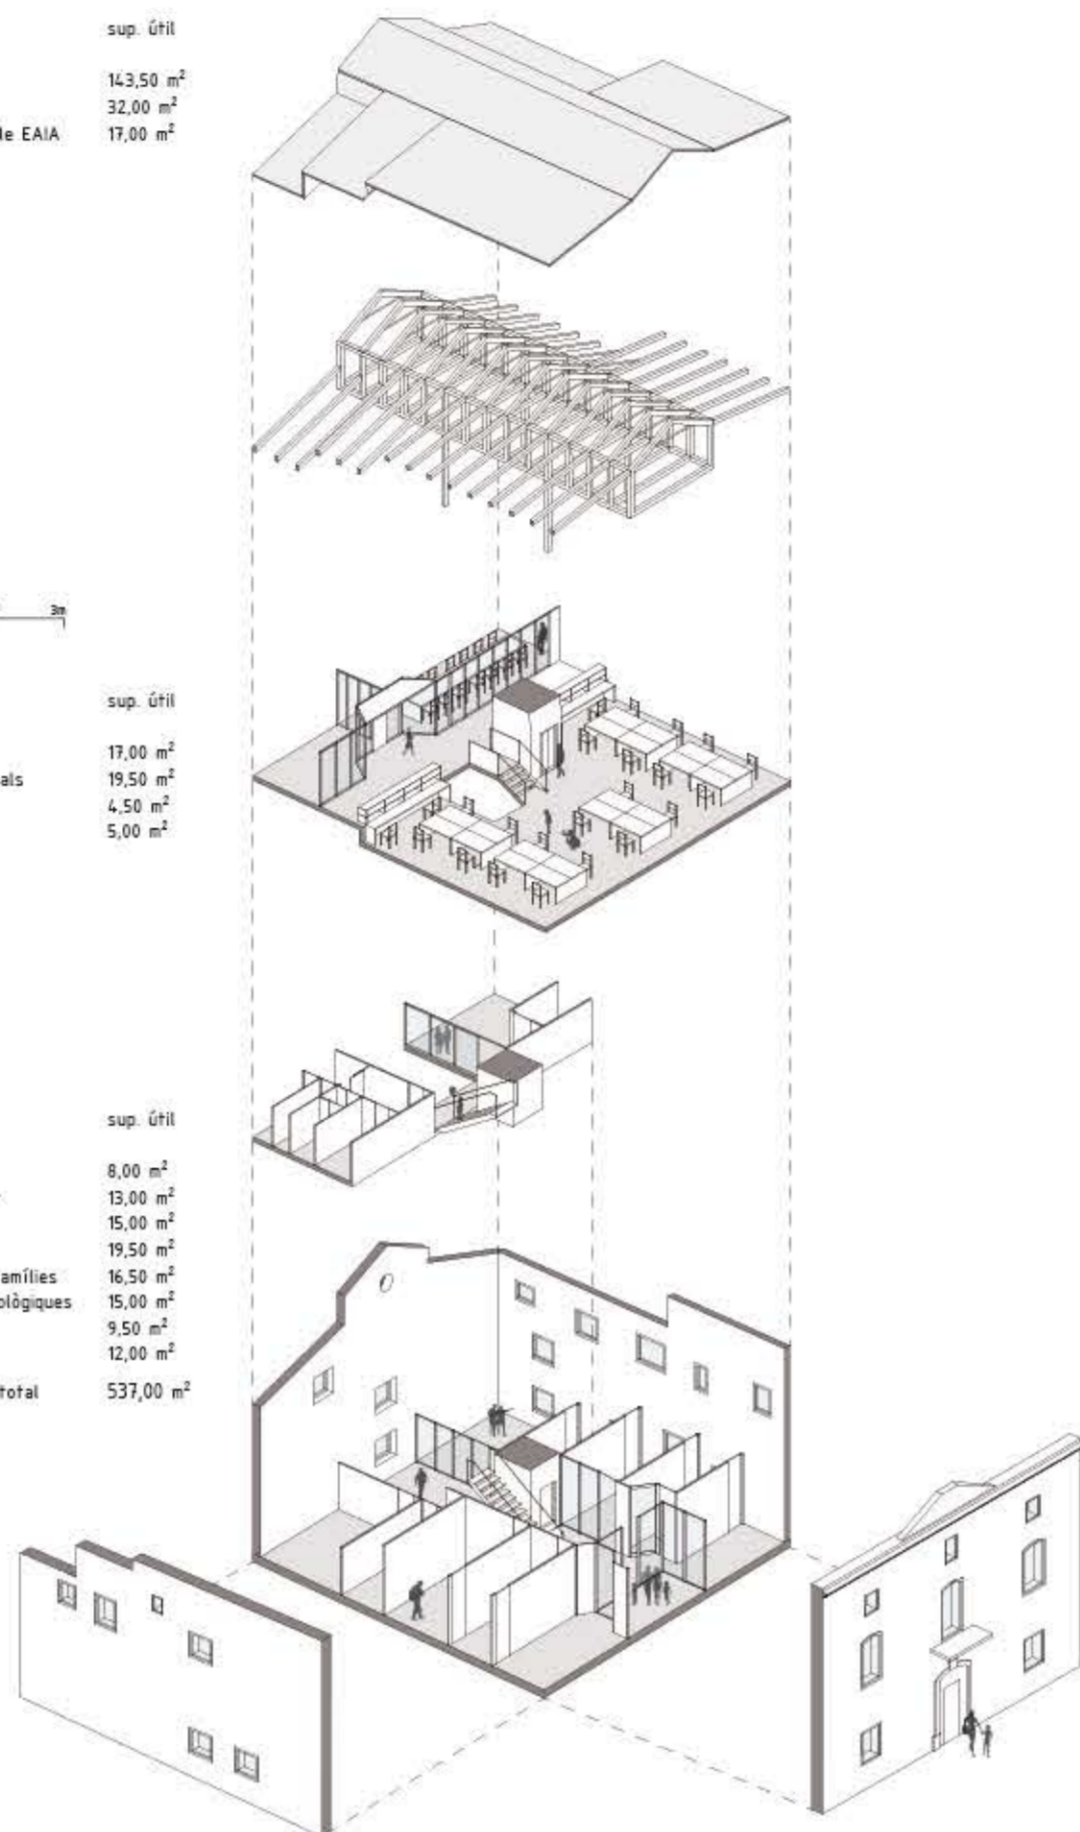 sup. útil
143,50 m²
32,00 m²
de EAIA 17,00 m²
3m
sup. útil
17,00 m²
als 19,50 m²
4,50 m²
5,00 m²
sup. útil
8,00 m²
13,00 m²
15,00 m²
19,50 m²
amílies 16,50 m²
ològiques 15,00 m²
9,50 m²
12,00 m²
total 537,00 m²